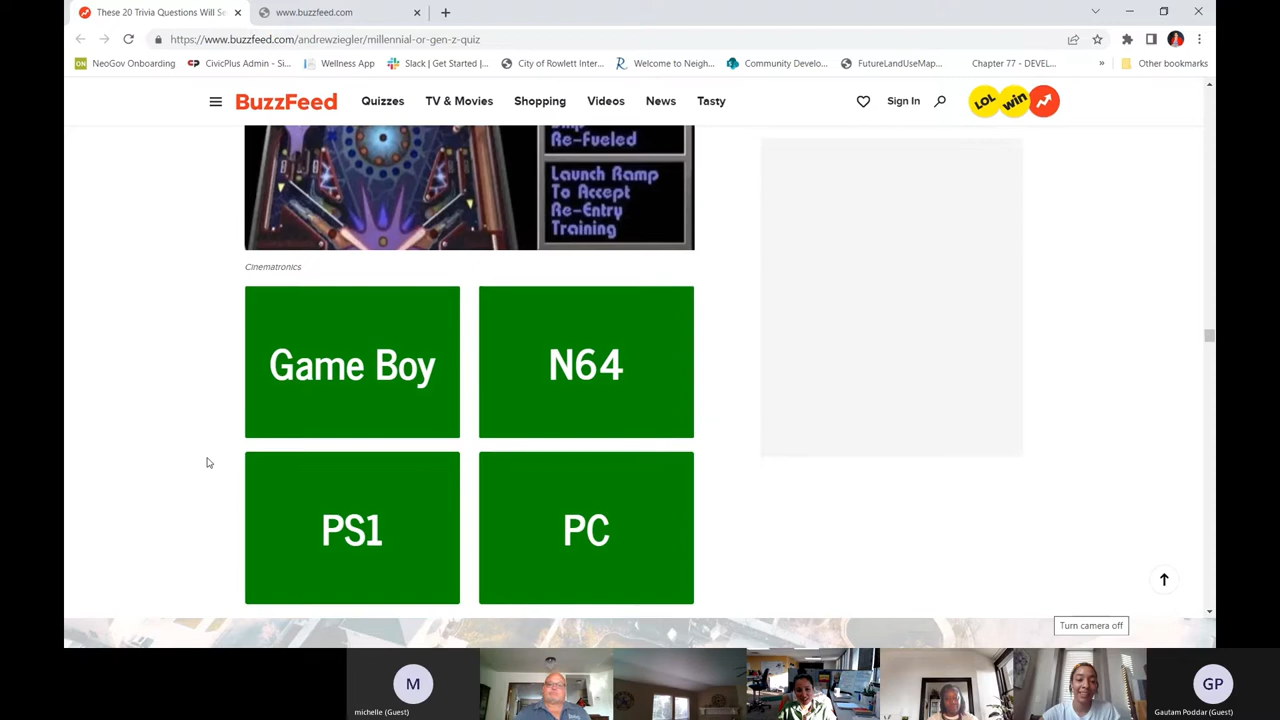 These 20 Trivia Questions Will Se
www.buzzfeed.com
https://www.buzzfeed.com/andrewziegler/millennial-or-gen-z-quiz
ON NeoGov Onboarding
CP CivicPlus Admin - Si...
Wellness App
Slack | Get Started |...
City of Rowlett Inter...
Welcome to Neigh...
Community Develo...
FutureLandUseMap...
Chapter 77 - DEVEL...
» Other bookmarks
BuzzFeed
Quizzes
TV & Movies
Shopping
Videos
News
Tasty
Sign In
LOL
win
Re-Fueled
Launch Ramp
To Accept
Re-Entry
Training
Cinematronics
Game Boy
N64
PS1
PC
Turn camera off
M
GP
michelle (Guest)
Gautam Poddar (Guest)